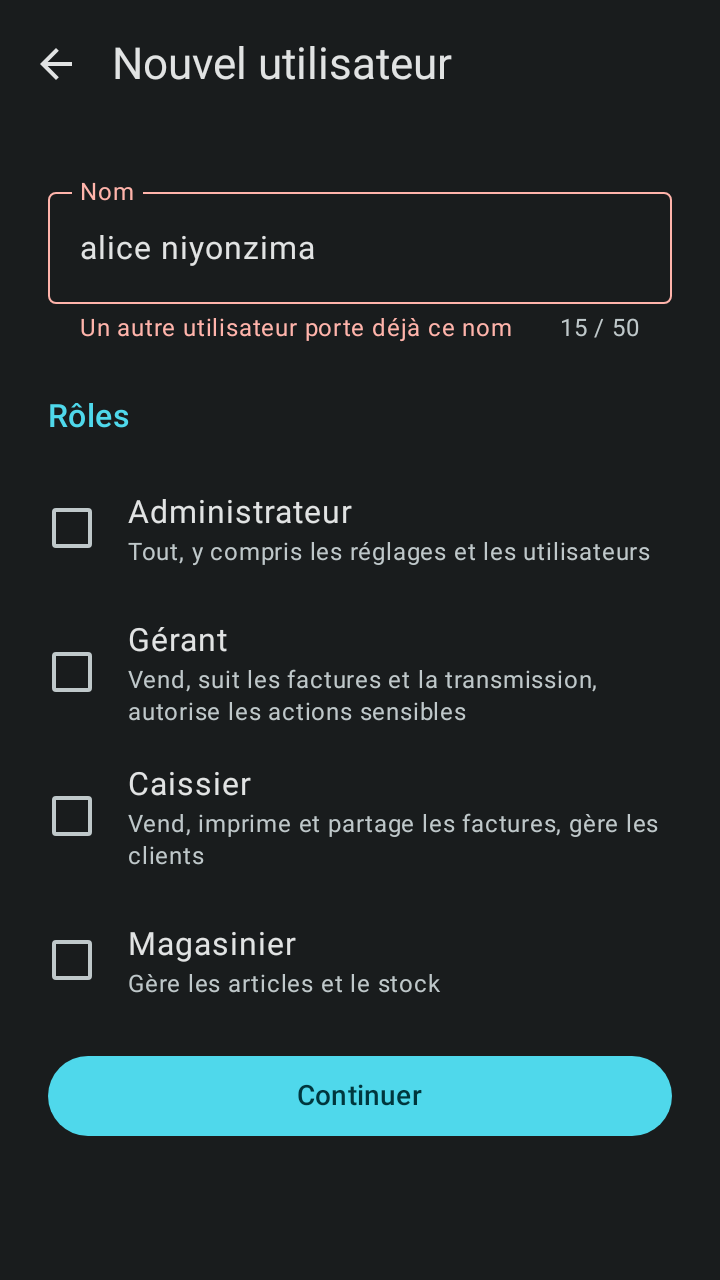 Nouvel utilisateur
Nom
alice niyonzima
Un autre utilisateur porte déjà ce nom 15 / 50
Rôles
Administrateur
Tout, y compris les réglages et les utilisateurs
Gérant
Vend, suit les factures et la transmission,
autorise les actions sensibles
Caissier
Vend, imprime et partage les factures, gère les
clients
Magasinier
Gère les articles et le stock
Continuer